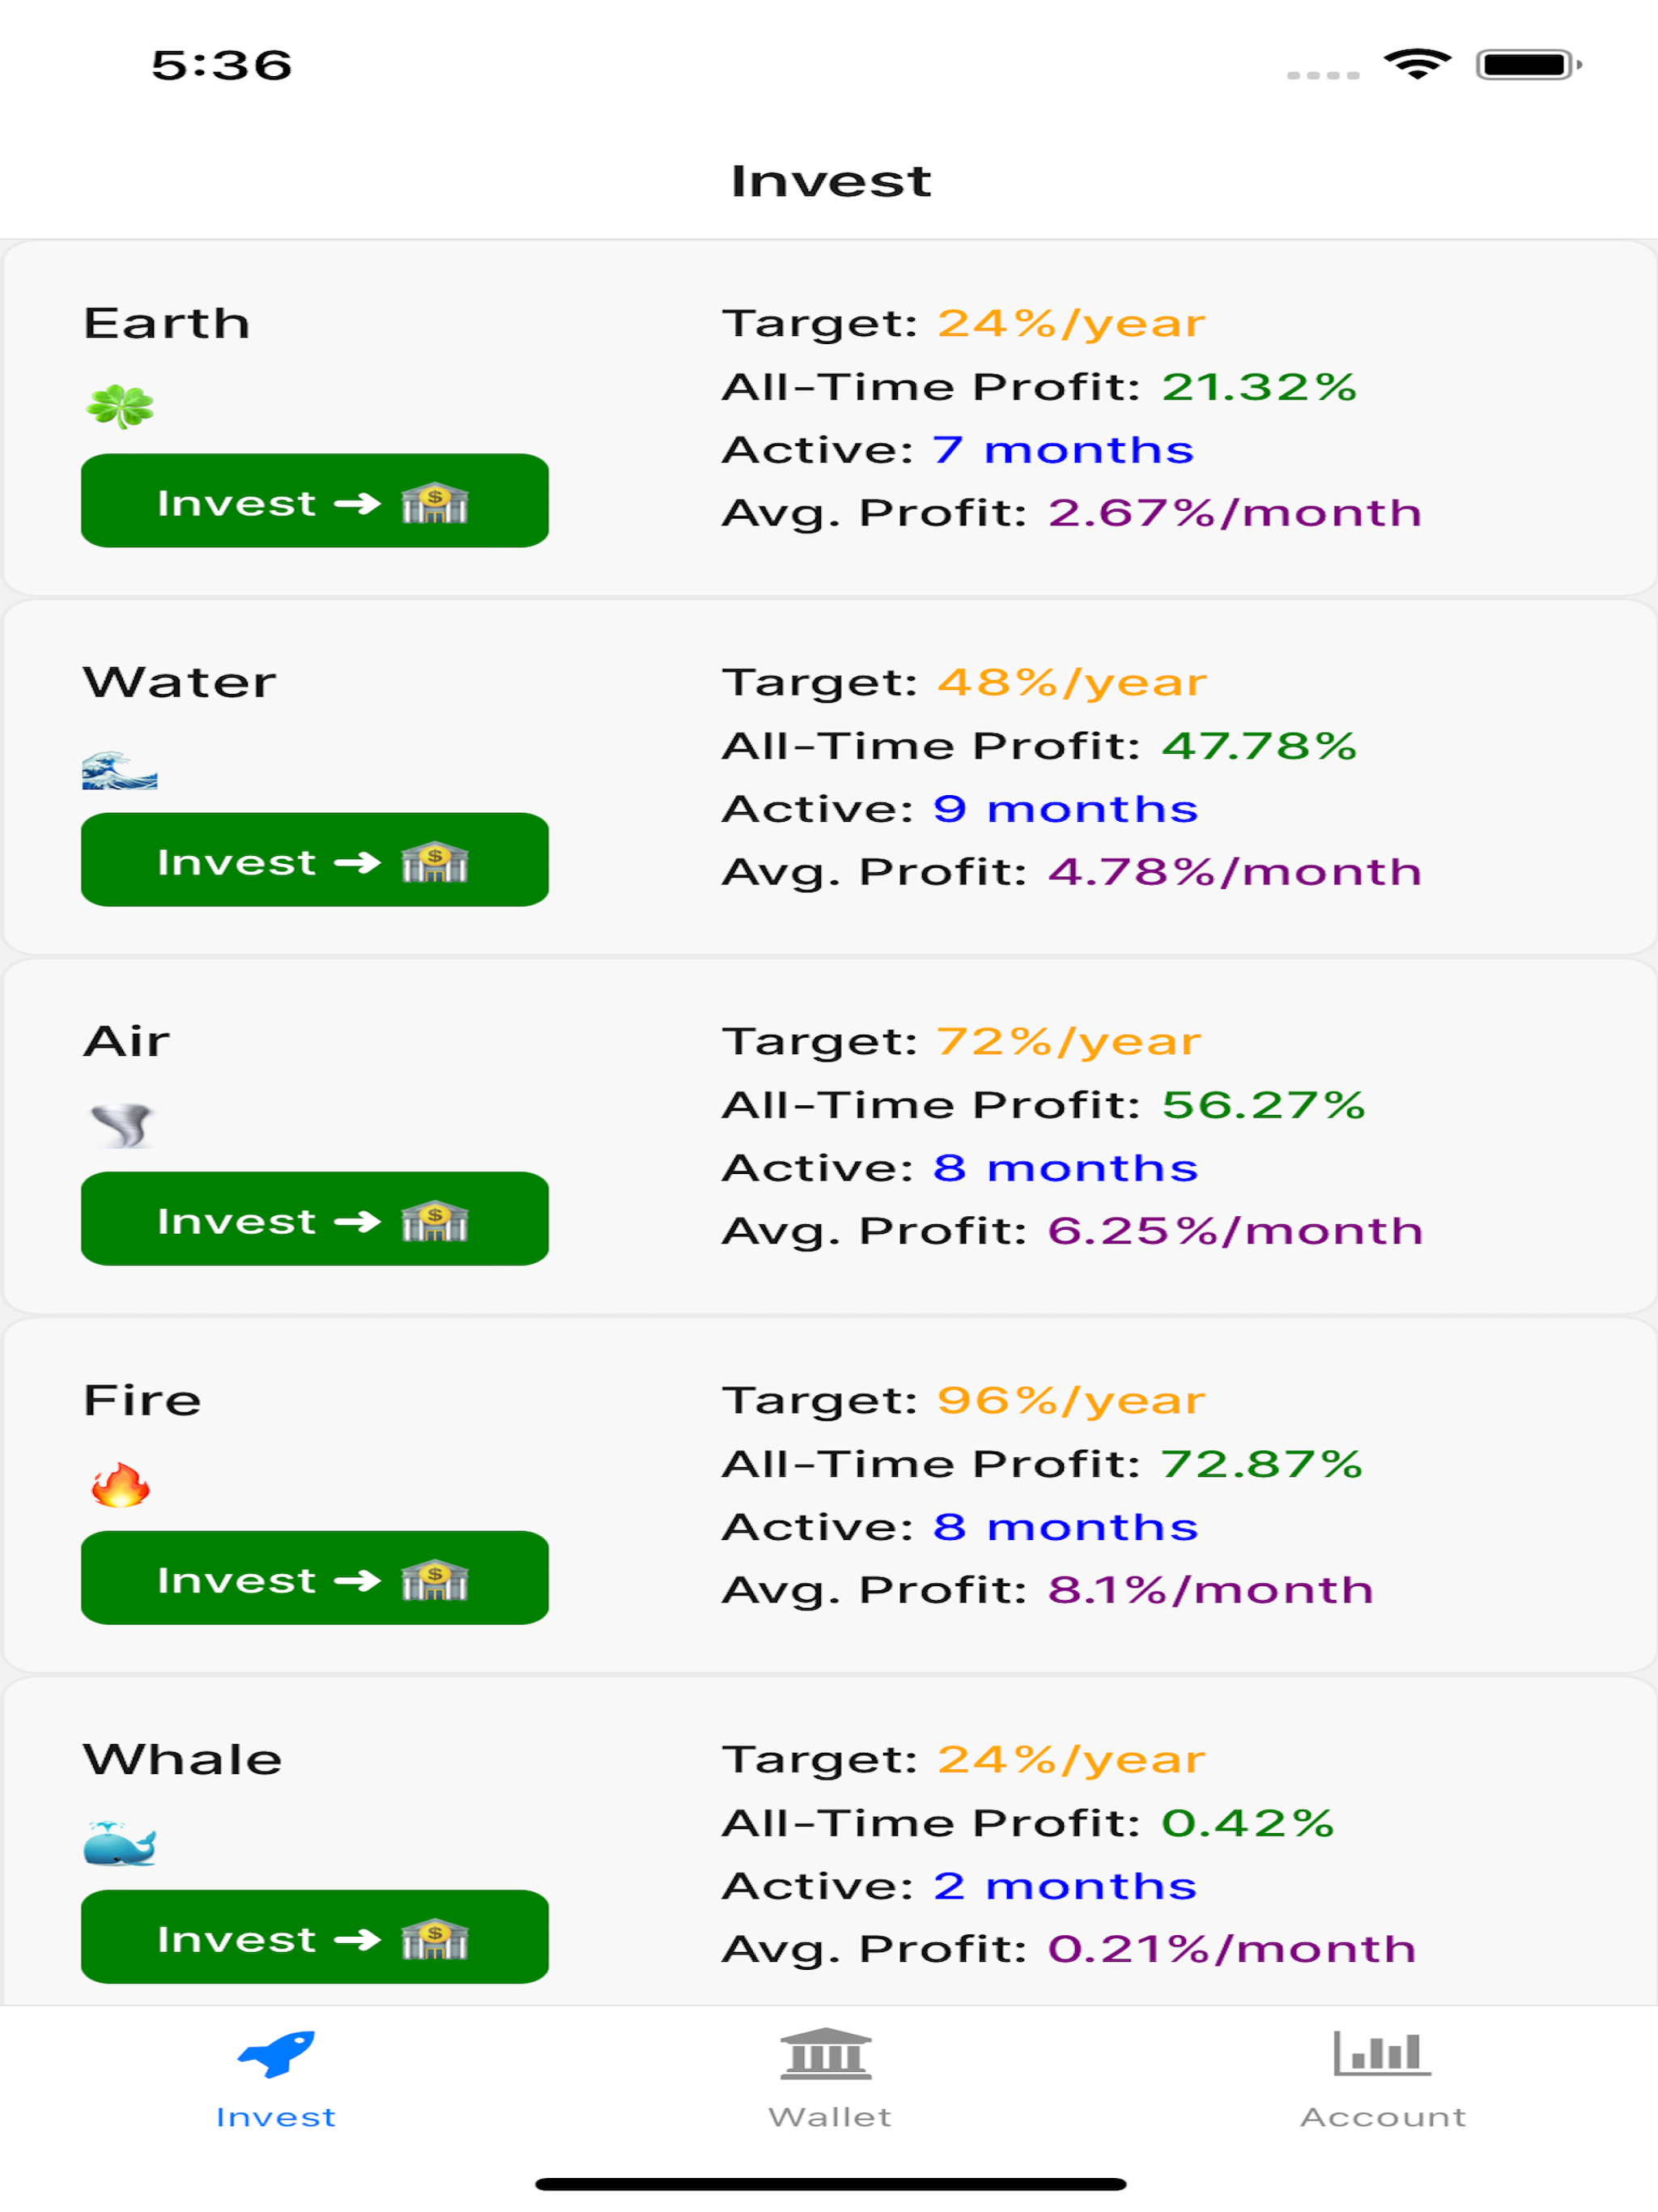 5:36
Invest
Earth
Target: 24%/year
All-Time Profit: 21.32%
Active: 7 months
Avg. Profit: 2.67%/month
Invest ➔
Water
Target: 48%/year
All-Time Profit: 47.78%
Active: 9 months
Avg. Profit: 4.78%/month
Invest ➔
Air
Target: 72%/year
All-Time Profit: 56.27%
Active: 8 months
Avg. Profit: 6.25%/month
Invest ➔
Fire
Target: 96%/year
All-Time Profit: 72.87%
Active: 8 months
Avg. Profit: 8.1%/month
Invest ➔
Whale
Target: 24%/year
All-Time Profit: 0.42%
Active: 2 months
Avg. Profit: 0.21%/month
Invest ➔
Invest
Wallet
Account